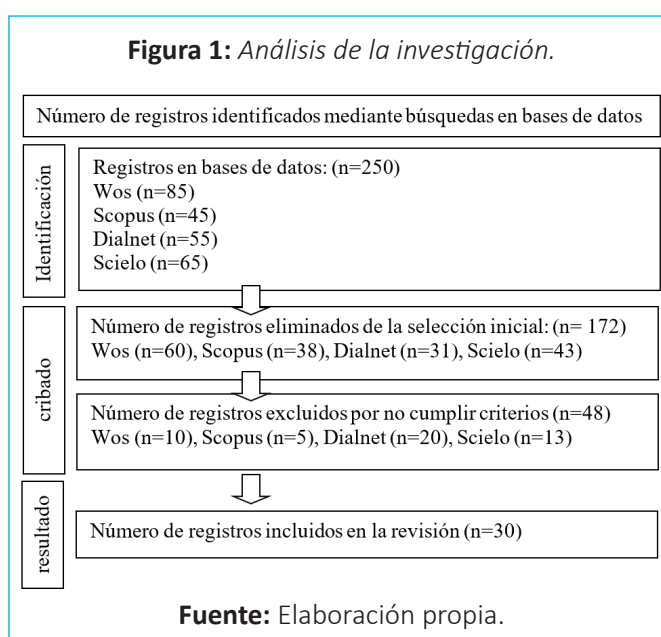 Figura 1: Análisis de la investigación.
Número de registros identificados mediante búsquedas en bases de datos
Identificación
Registros en bases de datos: (n=250)
Wos (n=85)
Scopus (n=45)
Dialnet (n=55)
Scielo (n=65)
cribado
Número de registros eliminados de la selección inicial: (n= 172)
Wos (n=60), Scopus (n=38), Dialnet (n=31), Scielo (n=43)
Número de registros excluidos por no cumplir criterios (n=48)
Wos (n=10), Scopus (n=5), Dialnet (n=20), Scielo (n=13)
resultado
Número de registros incluidos en la revisión (n=30)
Fuente: Elaboración propia.